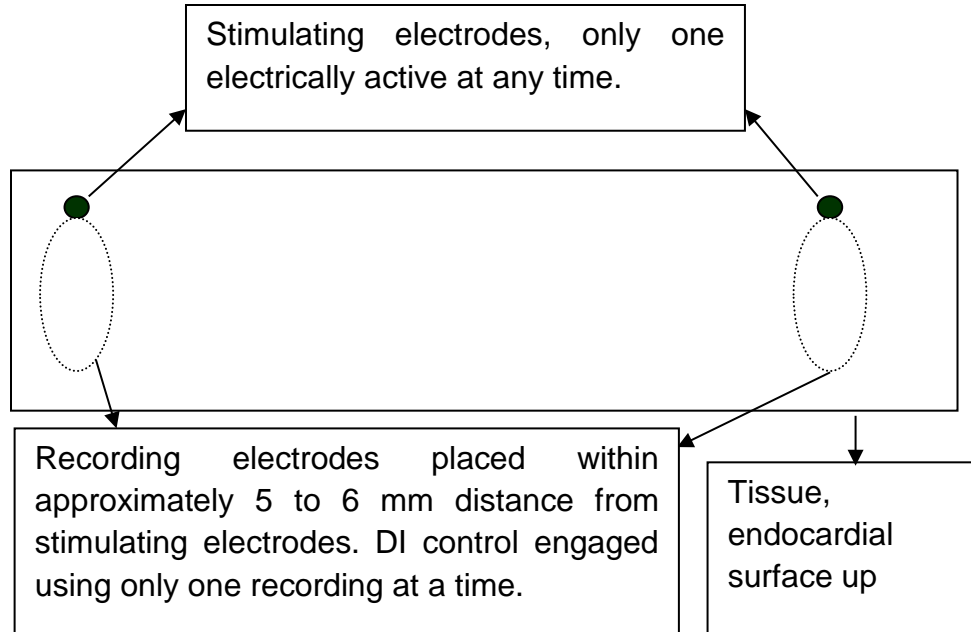 Stimulating electrodes, only one
electrically active at any time.
Recording electrodes placed within
approximately 5 to 6 mm distance from
stimulating electrodes. DI control engaged
using only one recording at a time.
Tissue,
endocardial
surface up